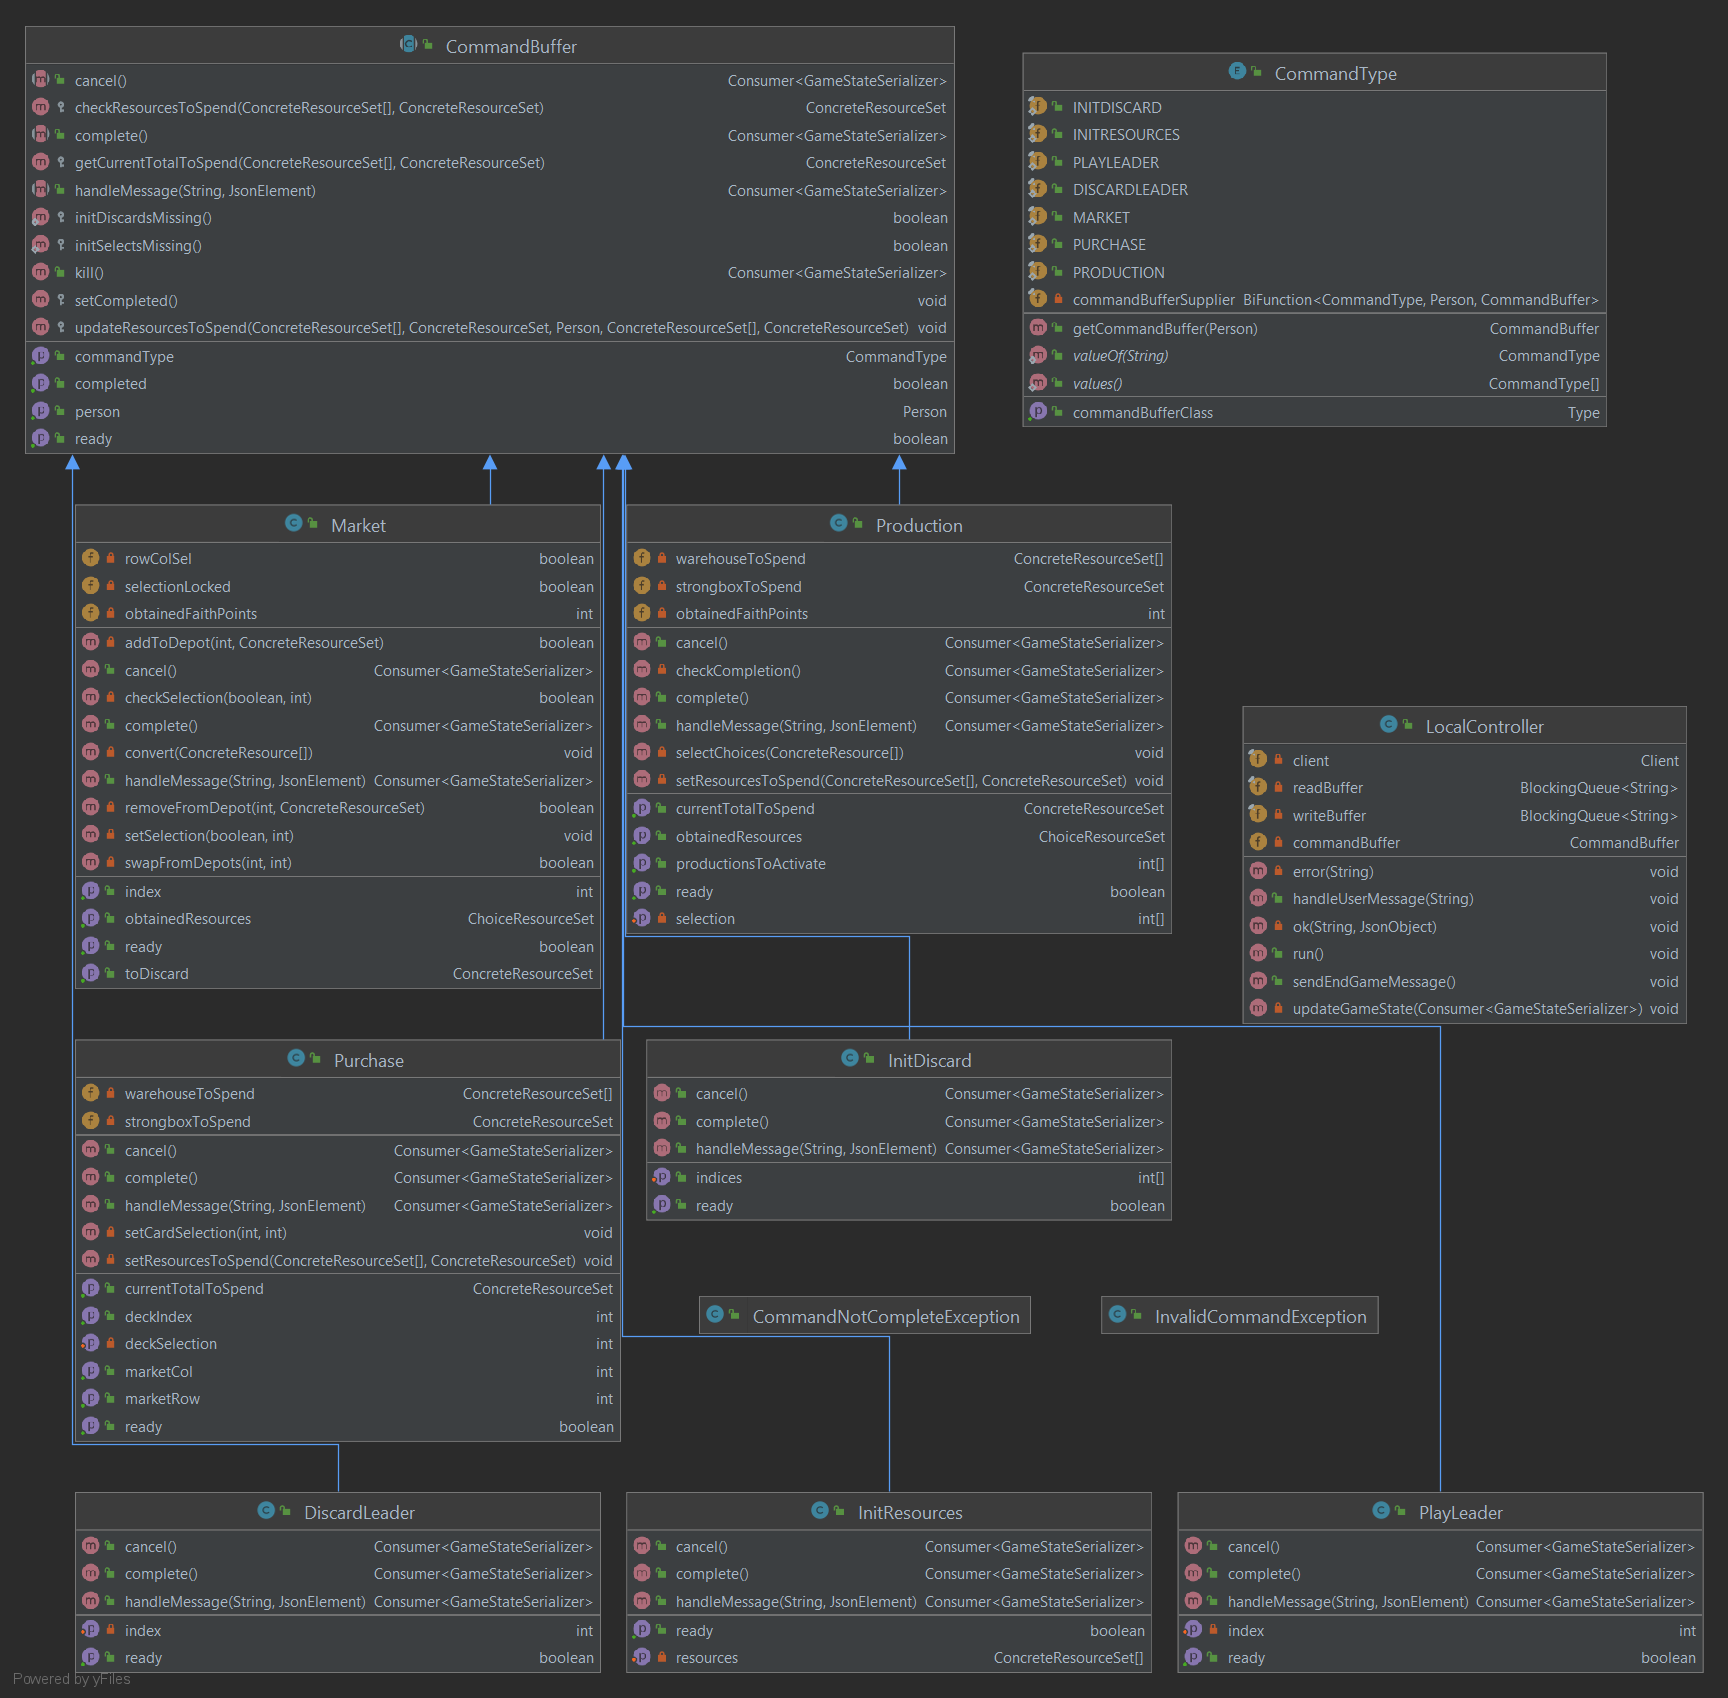 CommandBuffer
cancel() Consumer<GameStateSerializer>
checkResourcesToSpend(ConcreteResourceSet[], ConcreteResourceSet) ConcreteResourceSet
complete() Consumer<GameStateSerializer>
getCurrentTotalToSpend(ConcreteResourceSet[], ConcreteResourceSet) ConcreteResourceSet
handleMessage(String, JsonElement) Consumer<GameStateSerializer>
initDiscardsMissing() boolean
initSelectsMissing() boolean
kill() Consumer<GameStateSerializer>
setCompleted() void
updateResourcesToSpend(ConcreteResourceSet[], ConcreteResourceSet, Person, ConcreteResourceSet[], ConcreteResourceSet) void
commandType CommandType
completed boolean
person Person
ready boolean
CommandType
INITDISCARD
INITRESOURCES
PLAYLEADER
DISCARDLEADER
MARKET
PURCHASE
PRODUCTION
commandBufferSupplier BiFunction<CommandType, Person, CommandBuffer>
getCommandBuffer(Person) CommandBuffer
valueOf(String) CommandType
values() CommandType[]
commandBufferClass Type
Market
rowColSel boolean
selectionLocked boolean
obtainedFaithPoints int
addToDepot(int, ConcreteResourceSet) boolean
cancel() Consumer<GameStateSerializer>
checkSelection(boolean, int) boolean
complete() Consumer<GameStateSerializer>
convert(ConcreteResource[]) void
handleMessage(String, JsonElement) Consumer<GameStateSerializer>
removeFromDepot(int, ConcreteResourceSet) boolean
setSelection(boolean, int) void
swapFromDepots(int, int) boolean
index int
obtainedResources ChoiceResourceSet
ready boolean
toDiscard ConcreteResourceSet
Production
warehouseToSpend ConcreteResourceSet[]
strongboxToSpend ConcreteResourceSet
obtainedFaithPoints int
cancel() Consumer<GameStateSerializer>
checkCompletion() Consumer<GameStateSerializer>
complete() Consumer<GameStateSerializer>
handleMessage(String, JsonElement) Consumer<GameStateSerializer>
selectChoices(ConcreteResource[]) void
setResourcesToSpend(ConcreteResourceSet[], ConcreteResourceSet) void
currentTotalToSpend ConcreteResourceSet
obtainedResources ChoiceResourceSet
productionsToActivate int[]
ready boolean
selection int[]
LocalController
client Client
readBuffer BlockingQueue<String>
writeBuffer BlockingQueue<String>
commandBuffer CommandBuffer
error(String) void
handleUserMessage(String) void
ok(String, JsonObject) void
run() void
sendEndGameMessage() void
updateGameState(Consumer<GameStateSerializer>) void
Purchase
warehouseToSpend ConcreteResourceSet[]
strongboxToSpend ConcreteResourceSet
cancel() Consumer<GameStateSerializer>
complete() Consumer<GameStateSerializer>
handleMessage(String, JsonElement) Consumer<GameStateSerializer>
setCardSelection(int, int) void
setResourcesToSpend(ConcreteResourceSet[], ConcreteResourceSet) void
currentTotalToSpend ConcreteResourceSet
deckIndex int
deckSelection int
marketCol int
marketRow int
ready boolean
InitDiscard
cancel() Consumer<GameStateSerializer>
complete() Consumer<GameStateSerializer>
handleMessage(String, JsonElement) Consumer<GameStateSerializer>
indices int[]
ready boolean
CommandNotCompleteException
InvalidCommandException
DiscardLeader
cancel() Consumer<GameStateSerializer>
complete() Consumer<GameStateSerializer>
handleMessage(String, JsonElement) Consumer<GameStateSerializer>
index int
ready boolean
InitResources
cancel() Consumer<GameStateSerializer>
complete() Consumer<GameStateSerializer>
handleMessage(String, JsonElement) Consumer<GameStateSerializer>
ready boolean
resources ConcreteResourceSet[]
PlayLeader
cancel() Consumer<GameStateSerializer>
complete() Consumer<GameStateSerializer>
handleMessage(String, JsonElement) Consumer<GameStateSerializer>
index int
ready boolean
Powered by yFiles